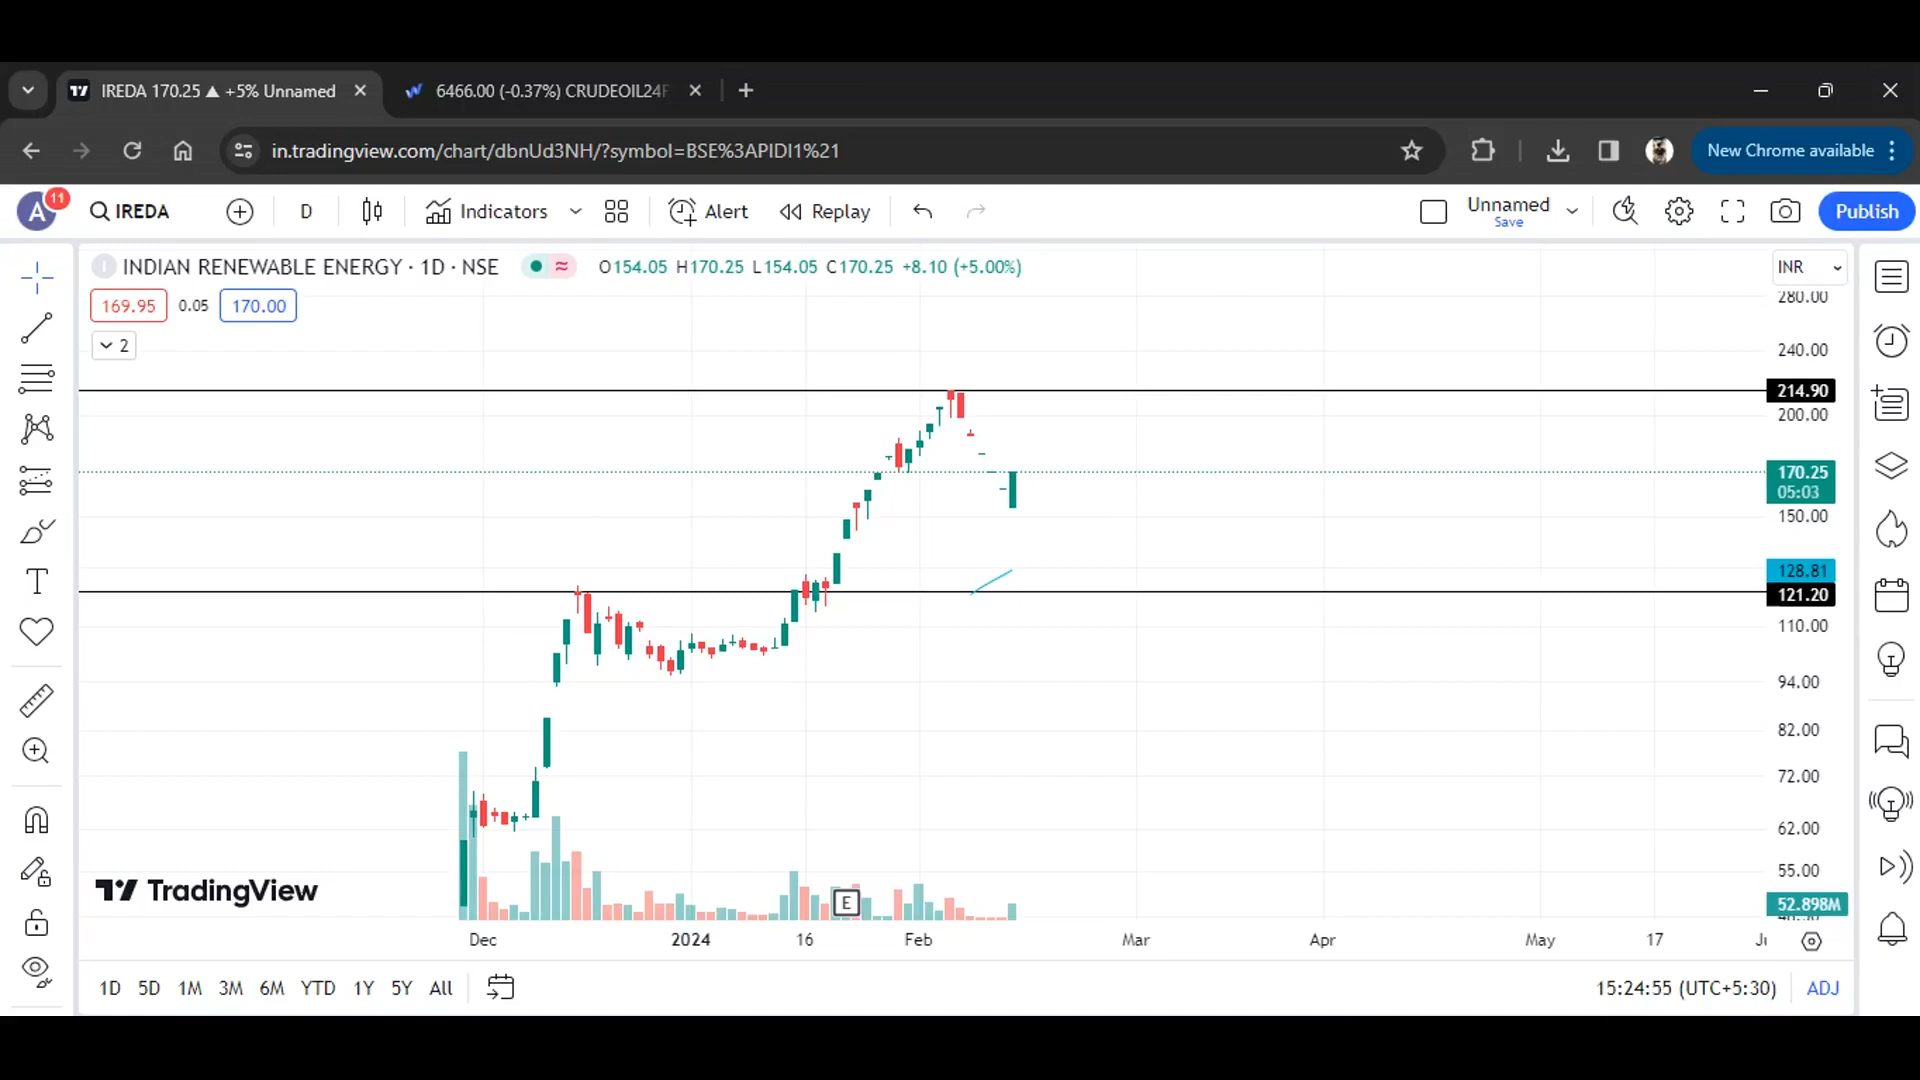 IREDA 170.25 ▲ +5% Unnamed
6466.00 (-0.37%) CRUDEOIL24F
in.tradingview.com/chart/dbnUd3NH/?symbol=BSE%3APIDI1%21
New Chrome available
A 11
IREDA
D
Indicators
Alert
Replay
Unnamed
Save
Publish
INDIAN RENEWABLE ENERGY · 1D · NSE
O154.05 H170.25 L154.05 C170.25 +8.10 (+5.00%)
INR
169.95 0.05 170.00
2
280.00
240.00
214.90
200.00
170.25
05:03
150.00
128.81
121.20
110.00
94.00
82.00
72.00
62.00
55.00
52.898M
TradingView
E
Dec 2024 16 Feb Mar Apr May 17
1D 5D 1M 3M 6M YTD 1Y 5Y All
15:24:55 (UTC+5:30)
ADJ